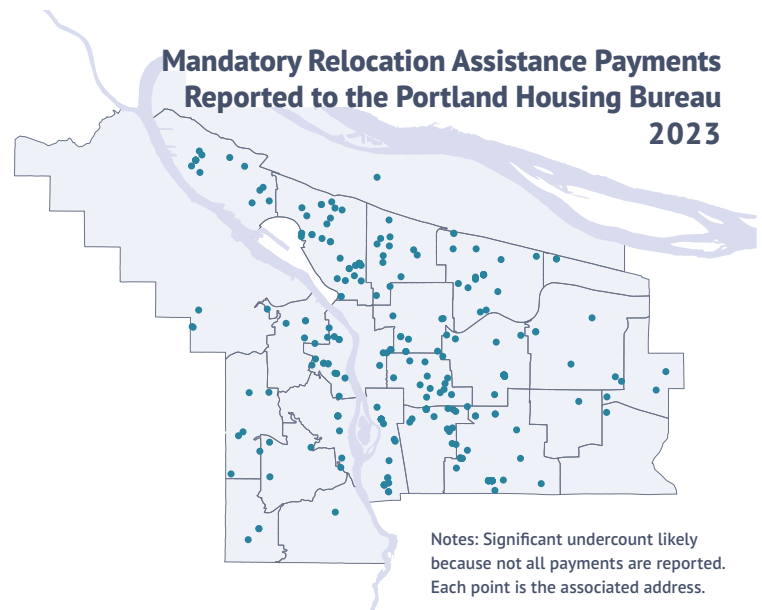 Mandatory Relocation Assistance Payments
Reported to the Portland Housing Bureau
2023
Notes: Significant undercount likely
because not all payments are reported.
Each point is the associated address.